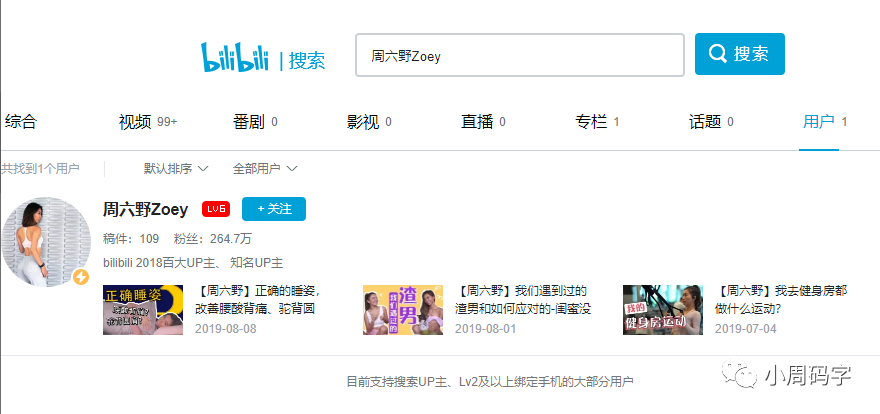 bilibili | 搜索
周六野Zoey
搜索
综合 视频 99+ 番剧 0 影视 0 直播 0 专栏 1 话题 0 用户 1
共找到1个用户 默认排序 全部用户
周六野Zoey LV6 + 关注
稿件：109 粉丝：264.7万
bilibili 2018百大UP主、 知名UP主
正确睡姿
【周六野】正确的睡姿，
改善腰酸背痛、驼背圆
2019-08-08
渣男
我们遇到的
【周六野】我们遇到过的
渣男和如何应对的-闺蜜没
2019-08-01
我的
健身房运动
【周六野】我去健身房都
做什么运动?
2019-07-04
目前支持搜索UP主、Lv2及以上绑定手机的大部分用户
小周码字